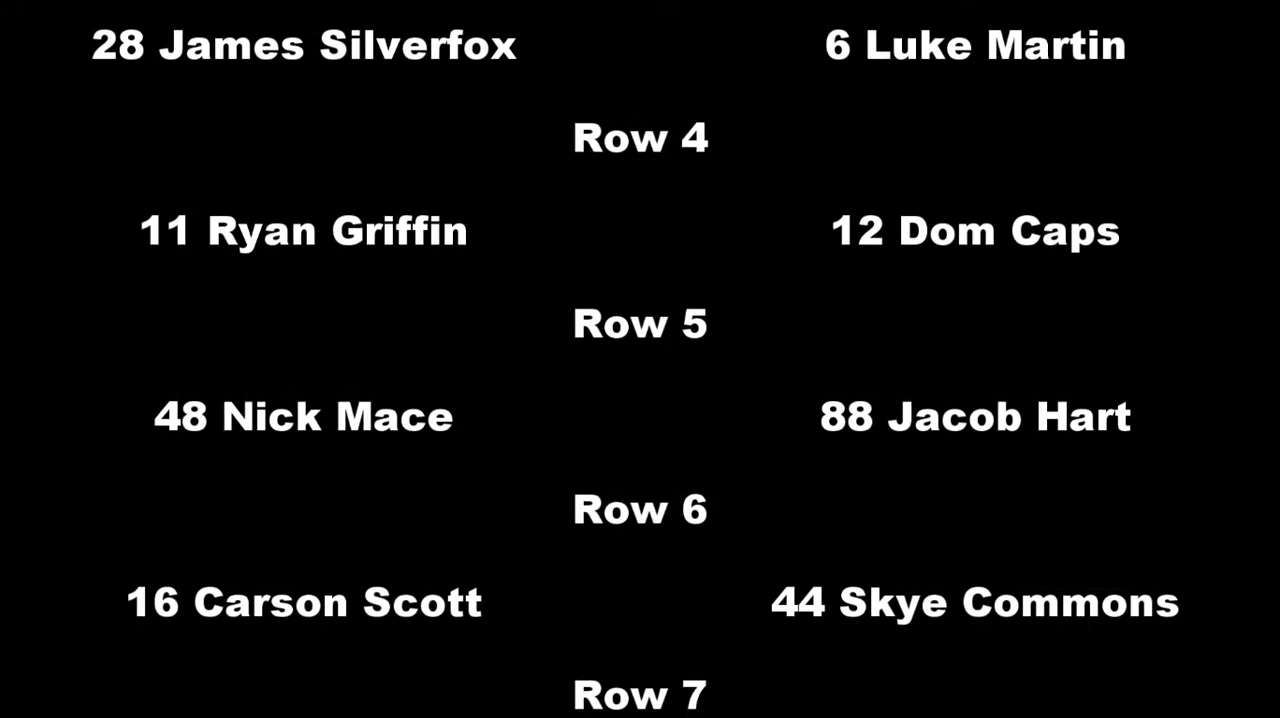 28 James Silverfox 6 Luke Martin
Row 4
11 Ryan Griffin 12 Dom Caps
Row 5
48 Nick Mace 88 Jacob Hart
Row 6
16 Carson Scott 44 Skye Commons
Row 7